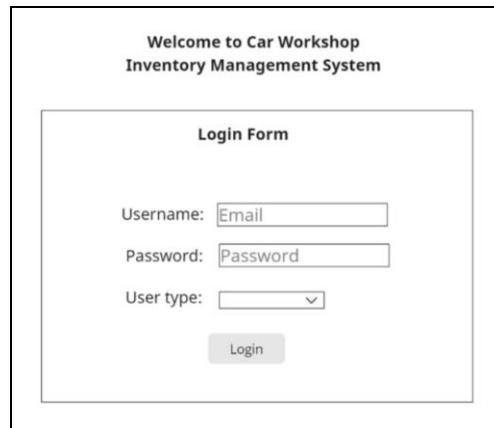 Welcome to Car Workshop
Inventory Management System
Login Form
Username: Email
Password: Password
User type:
Login